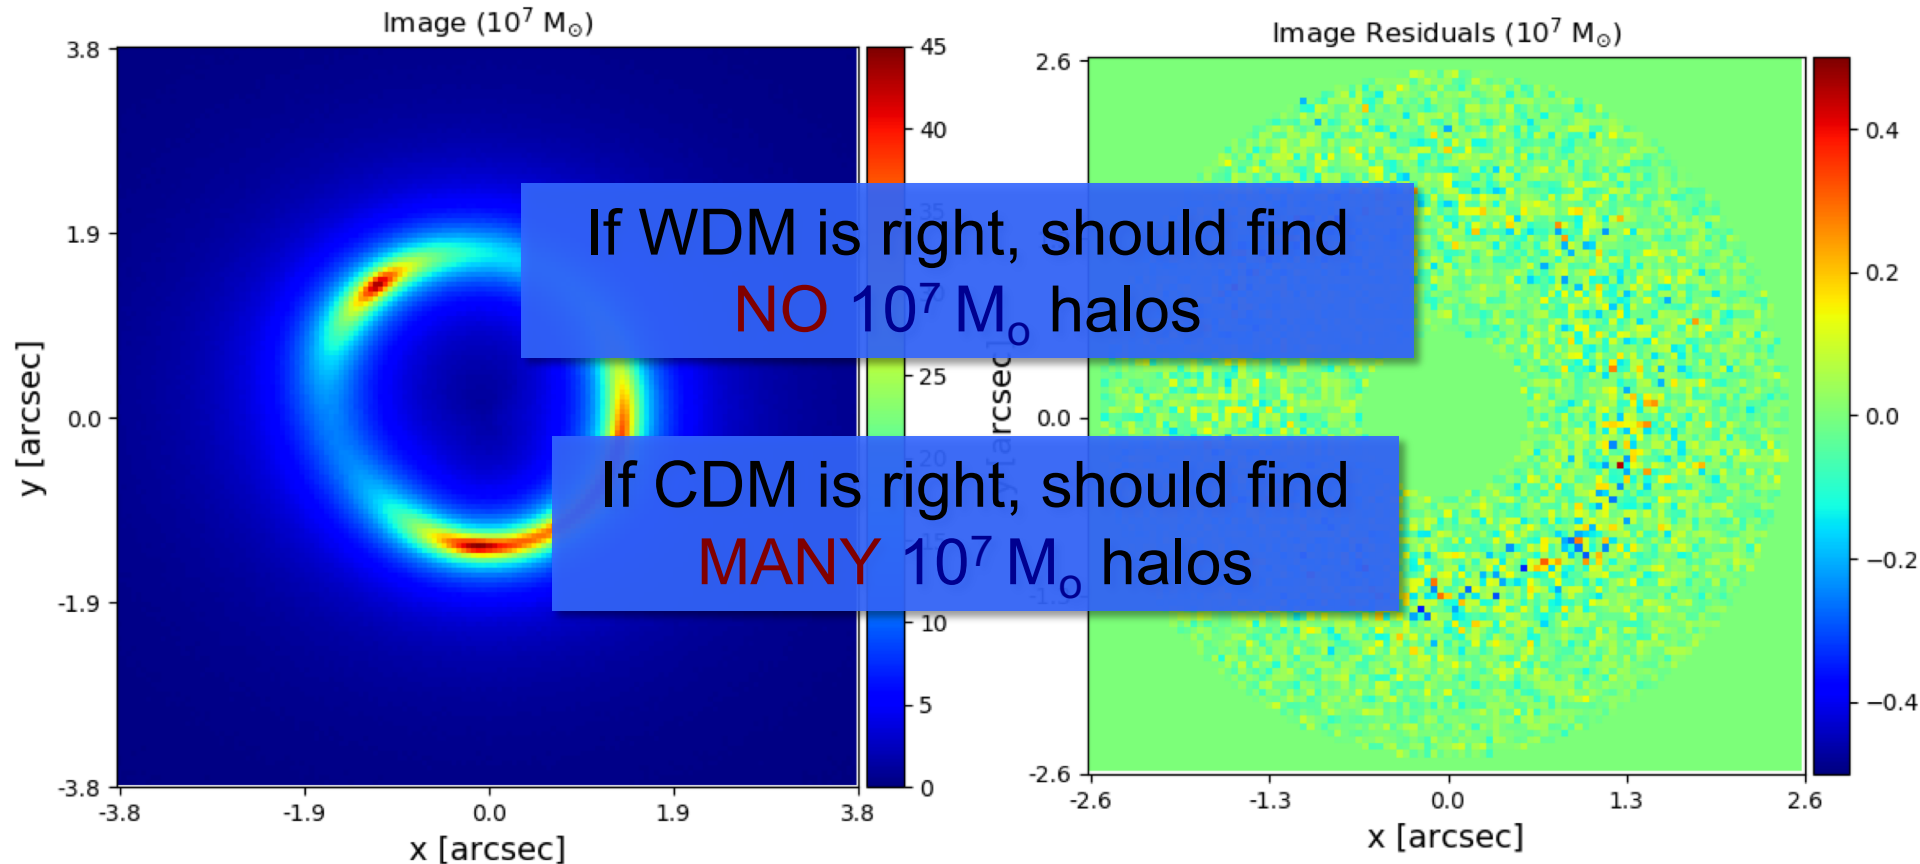 Image (10⁷ M☉)
3.8
1.9
0.0
-1.9
-3.8
y [arcsec]
-3.8 -1.9 0.0 1.9 3.8
x [arcsec]
45
40
35
25
20
15
10
5
0
If WDM is right, should find
NO 10⁷ Mₒ halos
If CDM is right, should find
MANY 10⁷ Mₒ halos
Image Residuals (10⁷ M☉)
2.6
0.0
-2.6
y [arcsec]
-2.6 -1.3 0.0 1.3 2.6
x [arcsec]
0.4
0.2
0.0
−0.2
−0.4